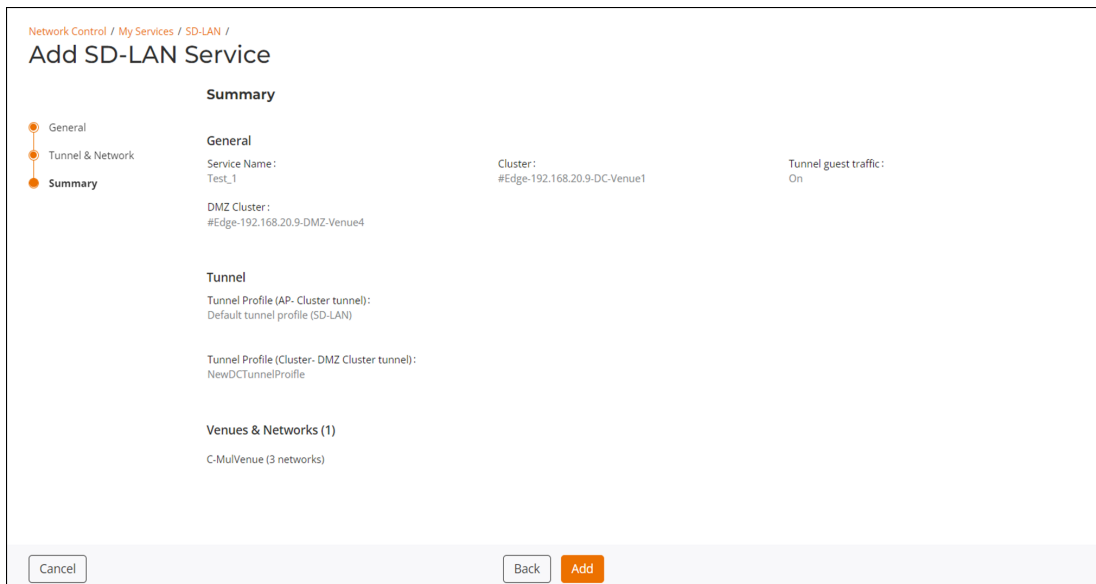 Network Control / My Services / SD-LAN /
Add SD-LAN Service
Summary
General
Tunnel & Network
Summary
General
Service Name: Cluster: Tunnel guest traffic:
Test_1 #Edge-192.168.20.9-DC-Venue1 On
DMZ Cluster:
#Edge-192.168.20.9-DMZ-Venue4
Tunnel
Tunnel Profile (AP- Cluster tunnel):
Default tunnel profile (SD-LAN)
Tunnel Profile (Cluster- DMZ Cluster tunnel):
NewDCTunnelProifle
Venues & Networks (1)
C-MulVenue (3 networks)
Cancel Back Add